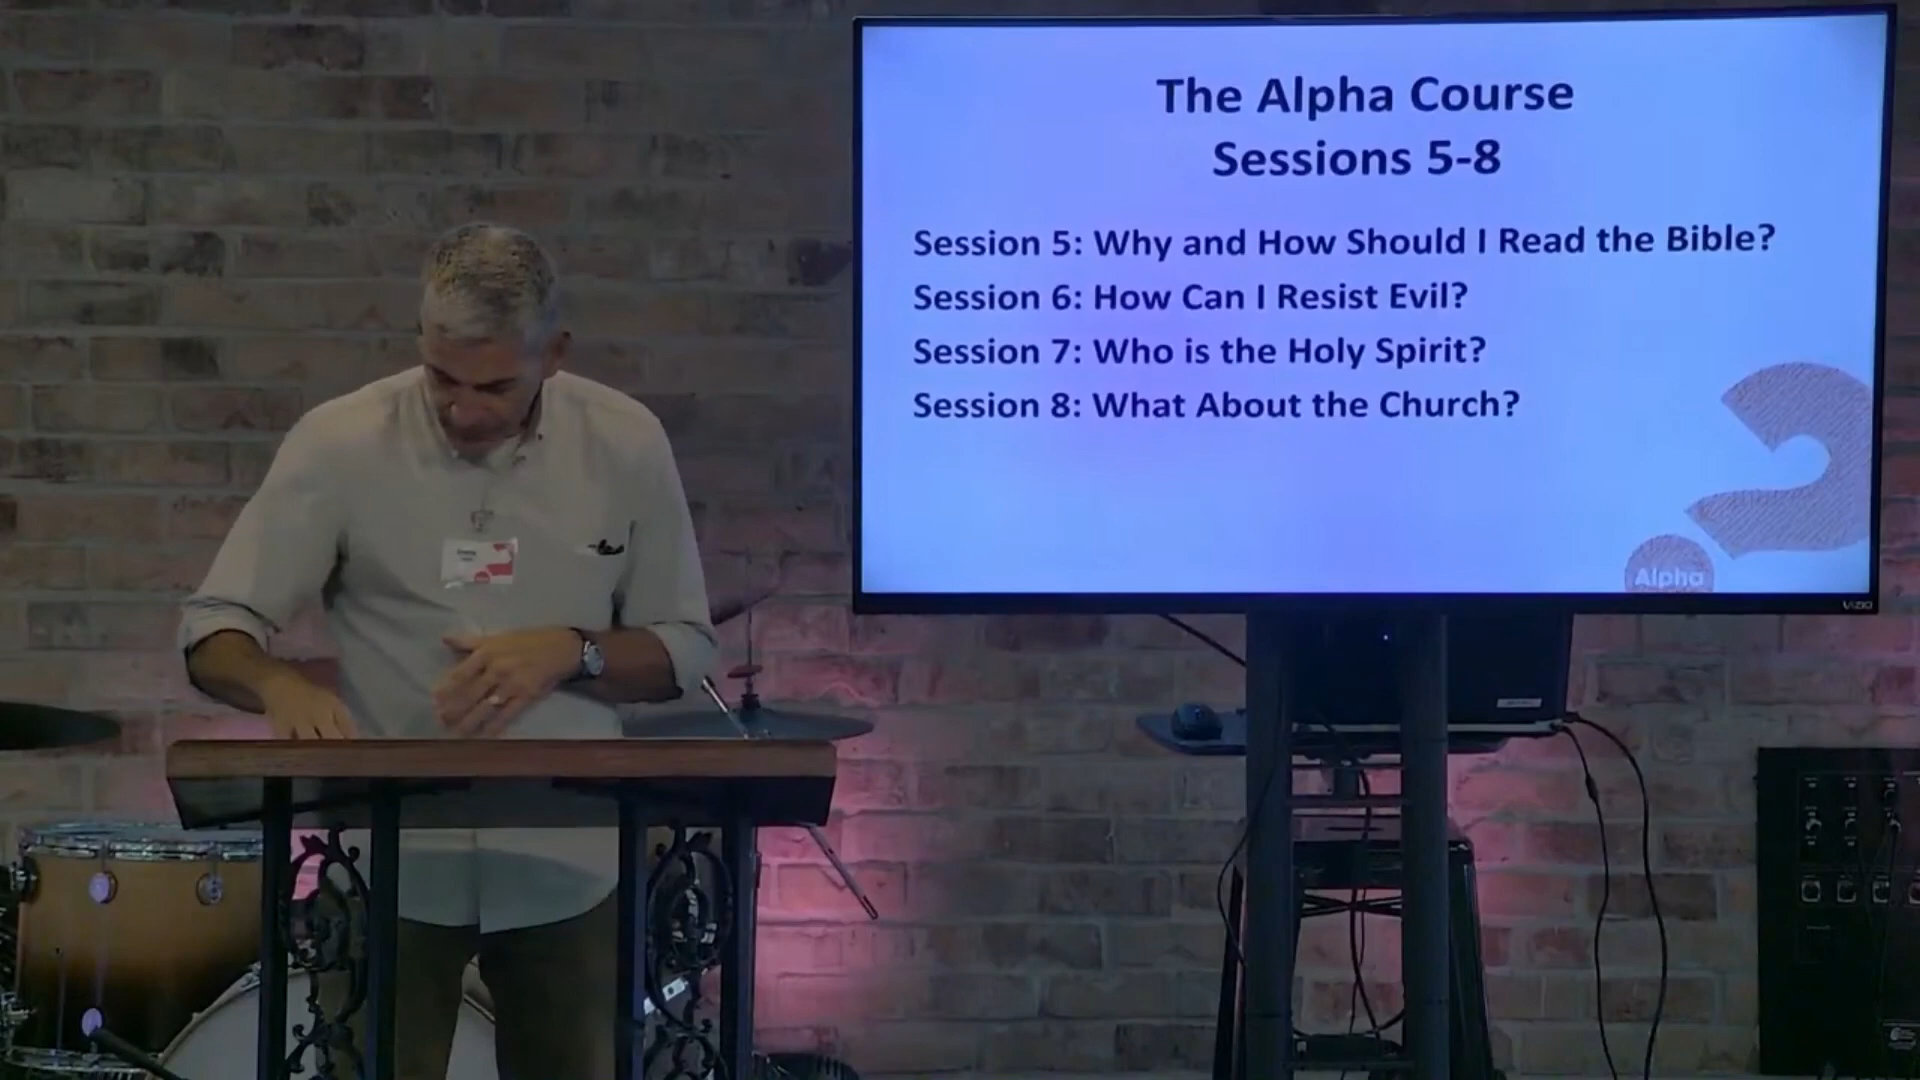 The Alpha Course
Sessions 5-8
Session 5: Why and How Should I Read the Bible?
Session 6: How Can I Resist Evil?
Session 7: Who is the Holy Spirit?
Session 8: What About the Church?
Alpha
VIZIO